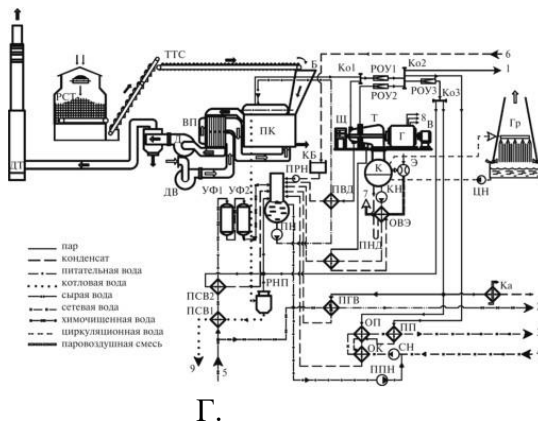 ТТС
Б
Ко1
РОУ1
Ко2
6
1
РСТ
РОУ2
РОУ3
Ко3
ВП
ПК
Щ
Т
Г
8
В
Гр
ДТ
ПРН
КБ
К
Э
ДВ
УФ1
УФ2
ПВД
КН
7
ЦН
ПН
ОВЭ
ПНД
пар
конденсат
питательная вода
котловая вода
сырая вода
сетевая вода
химочищенная вода
циркуляционная вода
паровоздушная смесь
ПСВ2
РНП
ПСВ1
ПГВ
Ка
ОП
ПП
ОК
СН
9
5
ППН
Г.